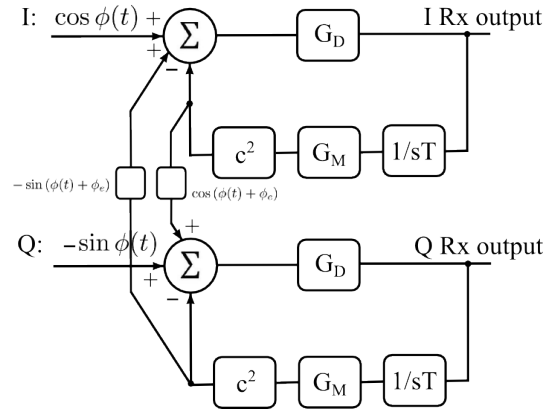 I: cos ϕ(t) + Σ G_D I Rx output
+
−
c² G_M 1/sT
− sin (ϕ(t) + ϕ_e) cos (ϕ(t) + ϕ_e)
+
Q: −sin ϕ(t) Σ G_D Q Rx output
+ −
c² G_M 1/sT